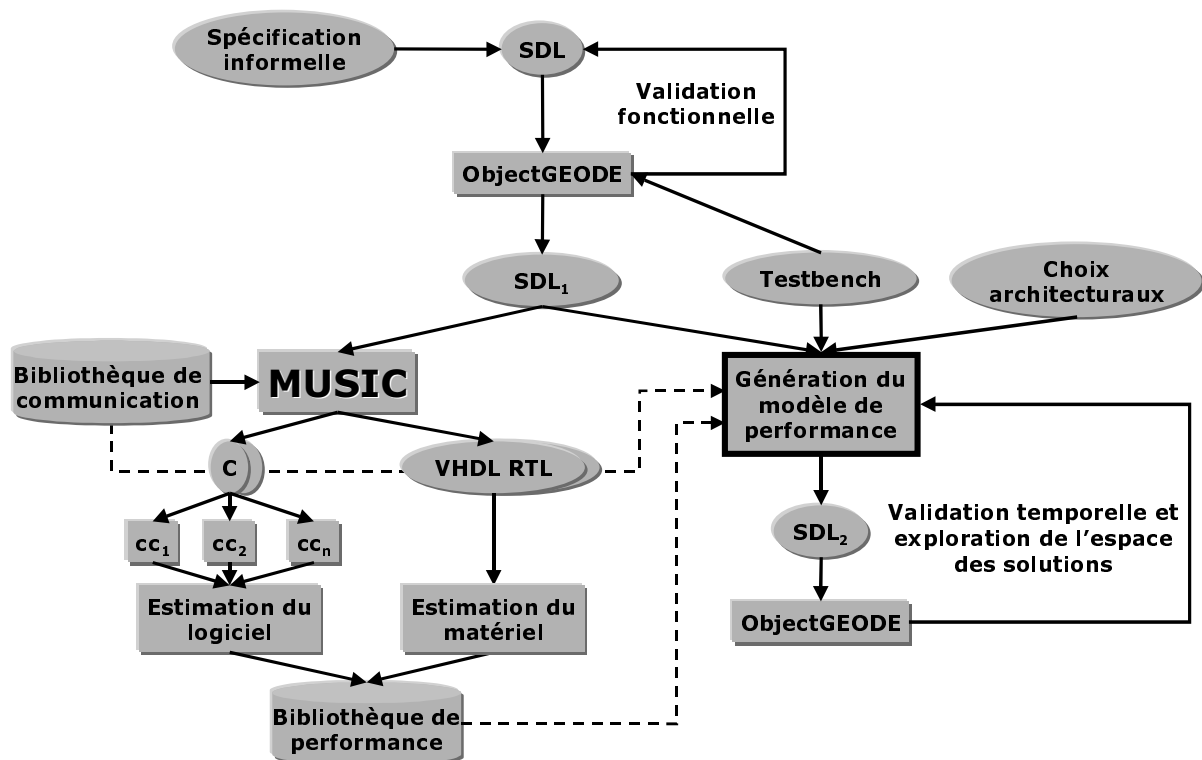 Spécification
informelle
SDL
Validation
fonctionnelle
ObjectGEODE
SDL1
Testbench
Choix
architecturaux
Bibliothèque de
communication
MUSIC
Génération du
modèle de
performance
C
VHDL RTL
cc1
cc2
ccn
SDL2
Validation temporelle et
exploration de l'espace
des solutions
Estimation du
logiciel
Estimation du
matériel
ObjectGEODE
Bibliothèque de
performance